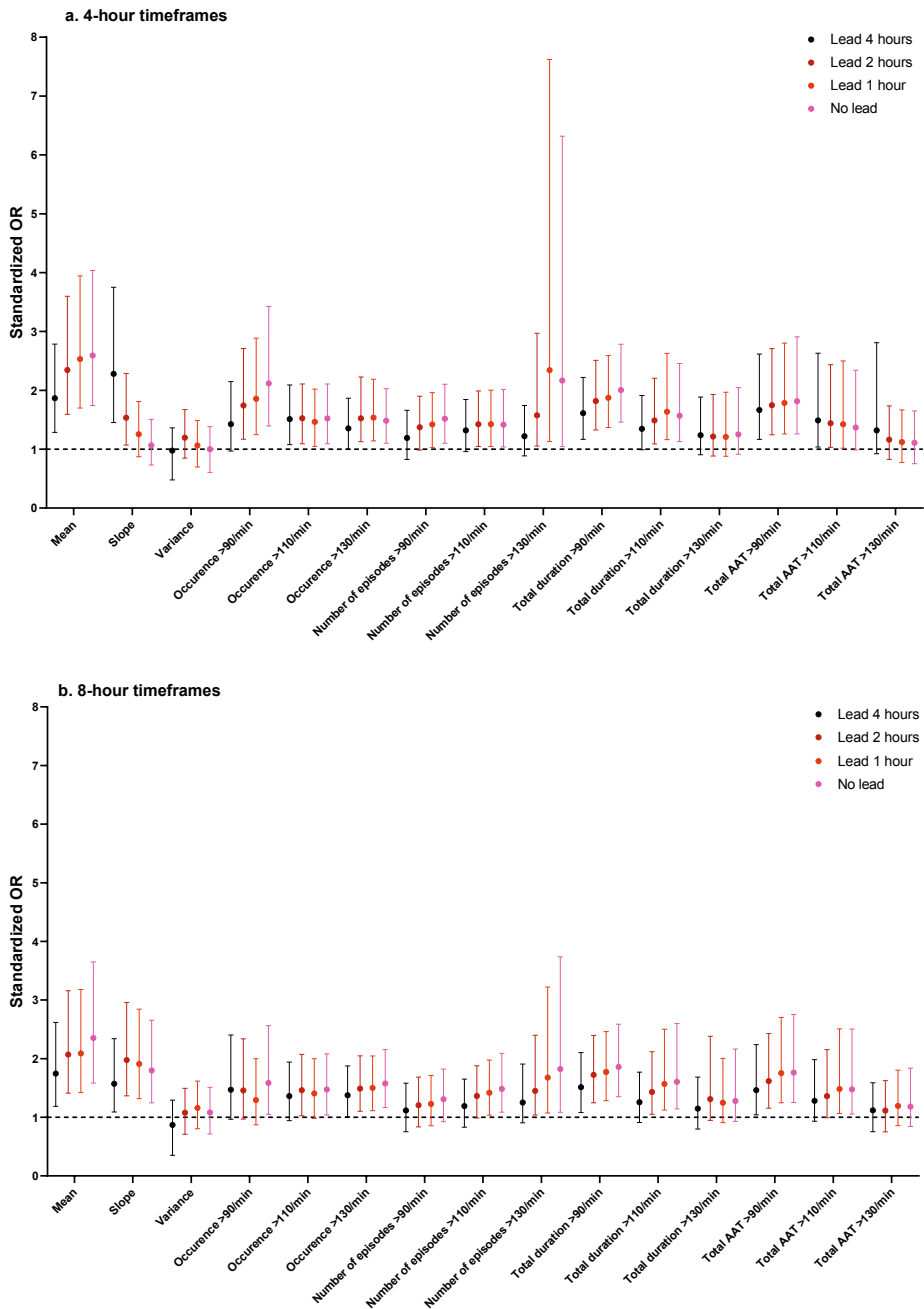 a. 4-hour timeframes
8
7
6
5
4
3
2
1
0
Standardized OR
Lead 4 hours
Lead 2 hours
Lead 1 hour
No lead
Mean
Slope
Variance
Occurence >90/min
Occurence >110/min
Occurence >130/min
Number of episodes >90/min
Number of episodes >110/min
Number of episodes >130/min
Total duration >90/min
Total duration >110/min
Total duration >130/min
Total AAT >90/min
Total AAT >110/min
Total AAT >130/min
b. 8-hour timeframes
8
7
6
5
4
3
2
1
0
Standardized OR
Lead 4 hours
Lead 2 hours
Lead 1 hour
No lead
Mean
Slope
Variance
Occurence >90/min
Occurence >110/min
Occurence >130/min
Number of episodes >90/min
Number of episodes >110/min
Number of episodes >130/min
Total duration >90/min
Total duration >110/min
Total duration >130/min
Total AAT >90/min
Total AAT >110/min
Total AAT >130/min